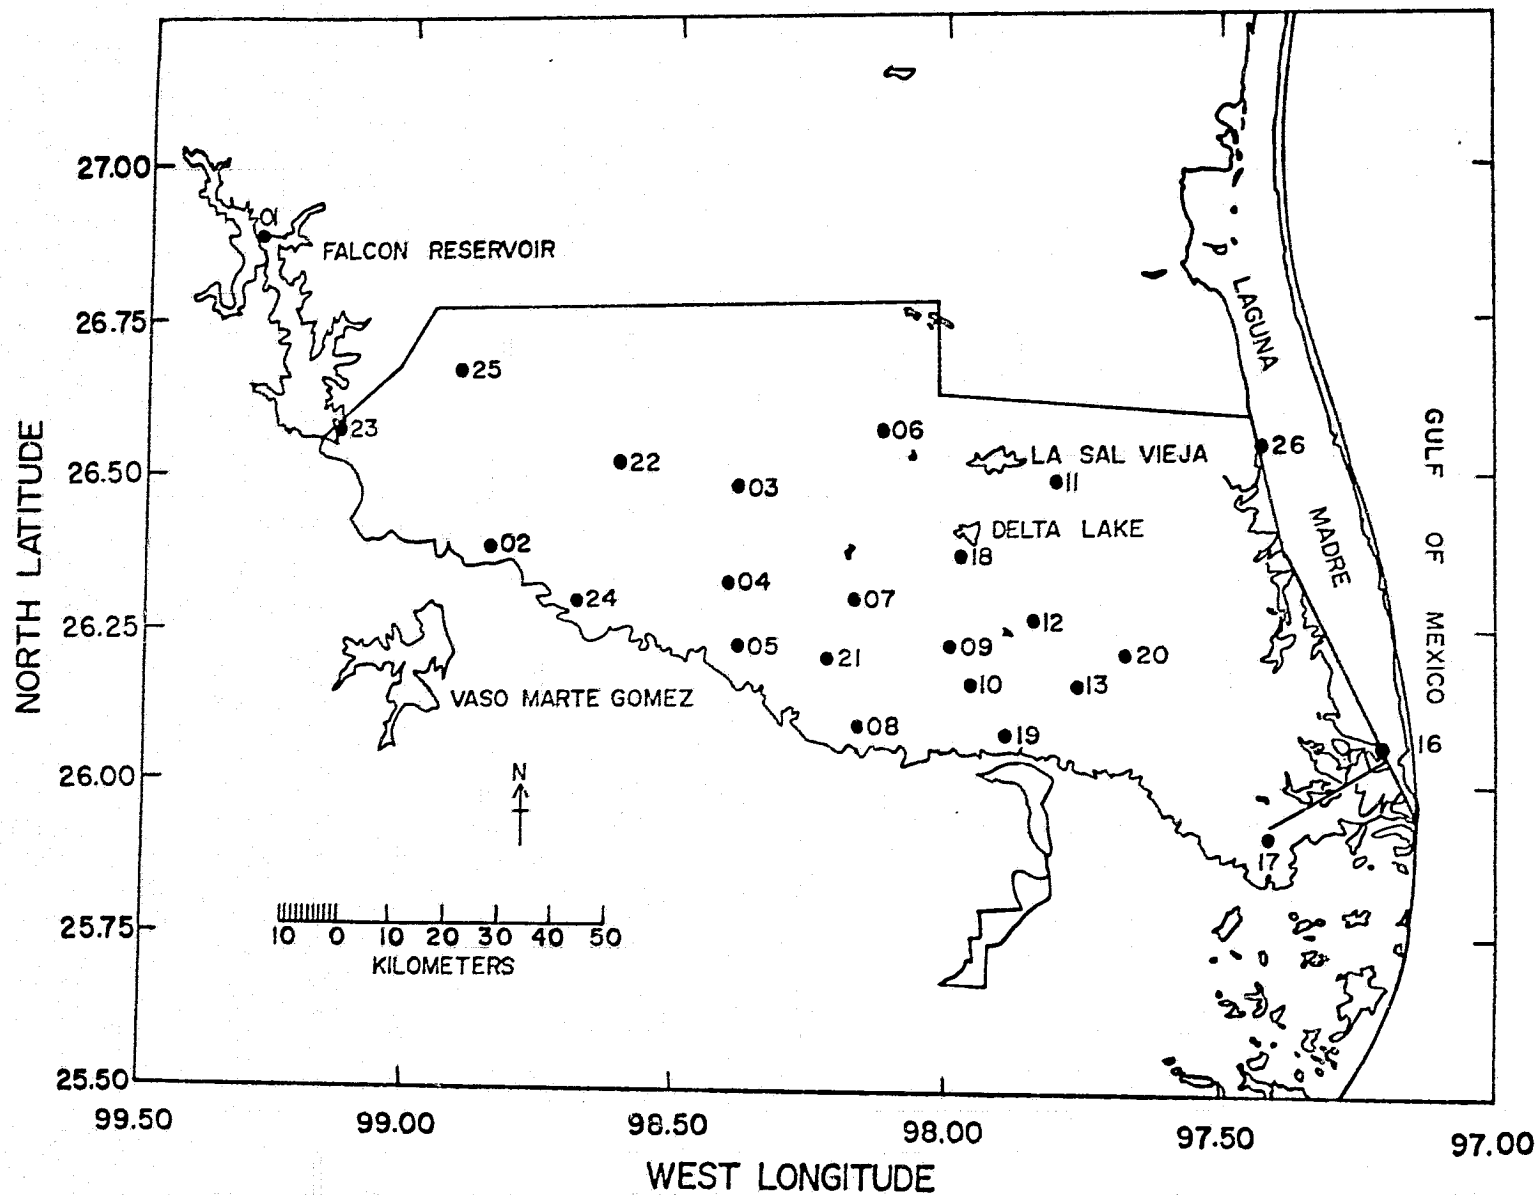 27.00
01
FALCON RESERVOIR
26.75
LAGUNA
25
23
06
GULF OF MEXICO
26
22
LA SAL VIEJA
26.50
03
11
MADRE
DELTA LAKE
02
18
04
24
07
12
26.25
05
21
09
20
10
13
VASO MARTE GOMEZ
08
19
16
26.00
N
17
25.75
10 0 10 20 30 40 50
KILOMETERS
25.50
99.50 99.00 98.50 98.00 97.50 97.00
WEST LONGITUDE
NORTH LATITUDE